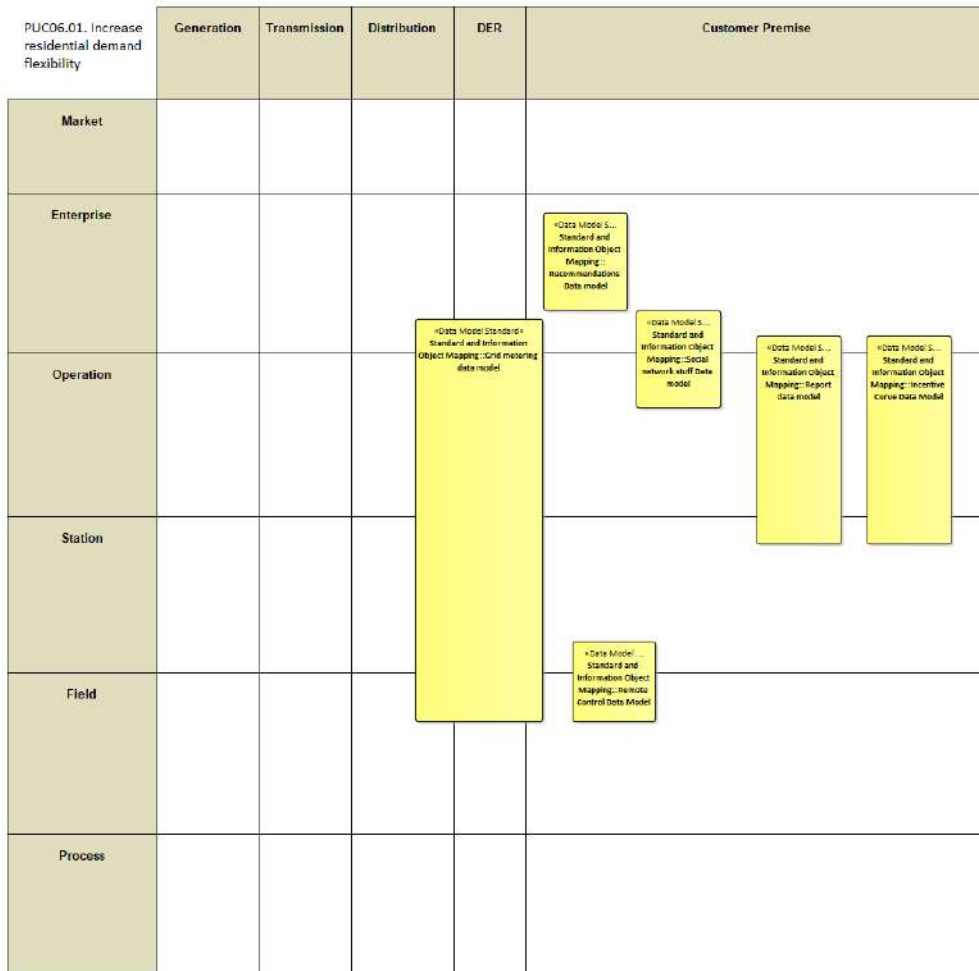 PUC06.01. Increase
residential demand
flexibility
Generation
Transmission
Distribution
DER
Customer Premise
Market
Enterprise
«Data Model S...
Standard and
Information Object
Mapping::
Recommendations
Data model
«Data Model Standard»
Standard and Information
Object Mapping::Grid metering
data model
«Data Model S...
Standard and
Information Object
Mapping::Social
network stuff Data
model
«Data Model S...
Standard and
Information Object
Mapping::Report
data model
«Data Model S...
Standard and
Information Object
Mapping::Incentive
Curve Data Model
Operation
Station
«Data Model ...
Standard and
Information Object
Mapping::Remote
Control Data Model
Field
Process